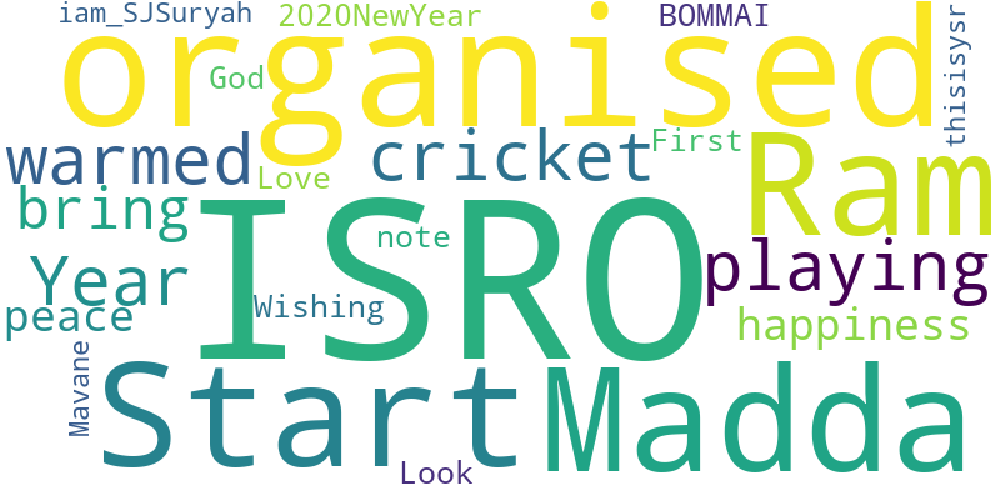 iam_SJSuryah
2020NewYear
BOMMAI
thisisysr
organised
God
warmed
cricket
First
Ram
Love
bring
ISRO
note
playing
Year
Wishing
peace
happiness
Mavane
Start
Madda
Look